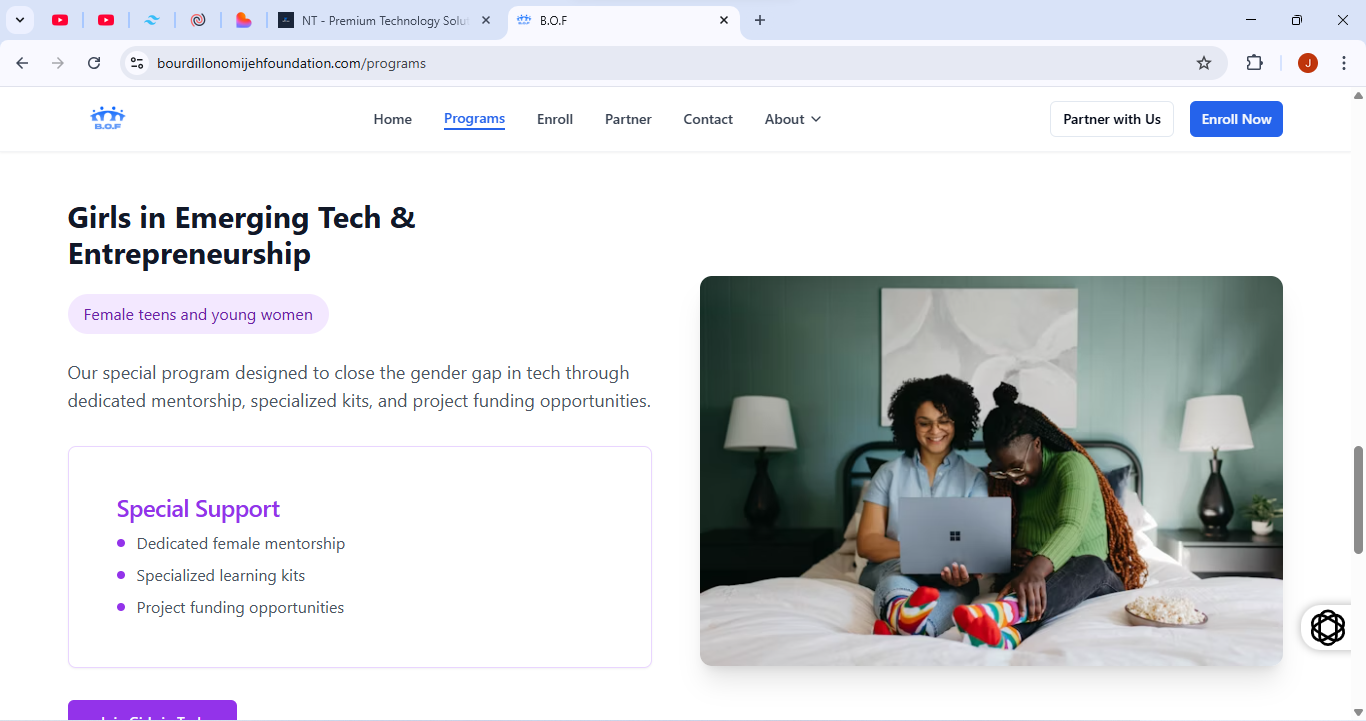 NT - Premium Technology Solut
B.O.F
bourdillonomijehfoundation.com/programs
J
B.O.F
Home
Programs
Enroll
Partner
Contact
About
Partner with Us
Enroll Now
Girls in Emerging Tech &
Entrepreneurship
Female teens and young women
Our special program designed to close the gender gap in tech through
dedicated mentorship, specialized kits, and project funding opportunities.
Special Support
Dedicated female mentorship
Specialized learning kits
Project funding opportunities